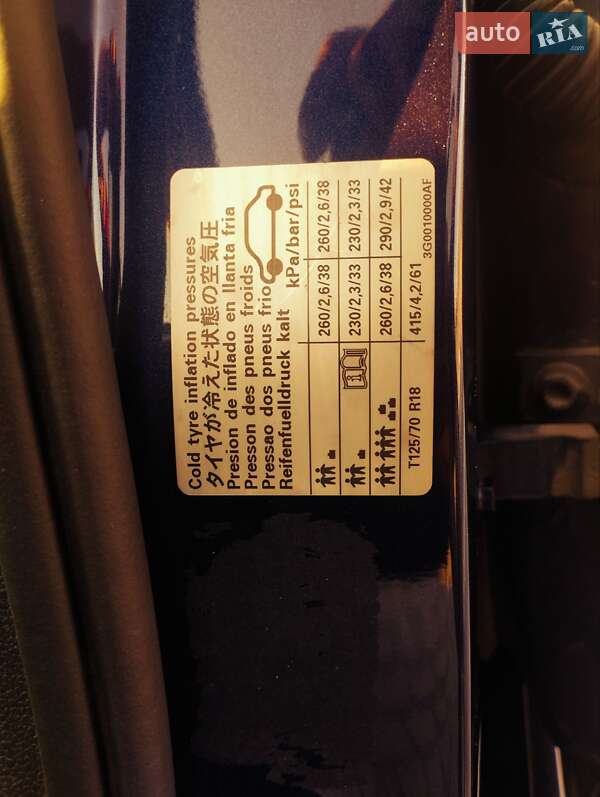 auto RIA .com
Cold tyre inflation pressures
タイヤが冷えた状態の空気圧
Presion de inflado en llanta fria
Presson des pneus froids
Pressao dos pneus frio
Reifenfuelldruck kalt
kPa/bar/psi
260/2,6/38 260/2,6/38
230/2,3/33 230/2,3/33
260/2,6/38 290/2,9/42
T125/70 R18 415/4,2/61
3G0010000AF